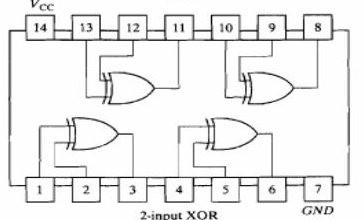 VCC
14 13 12 11 10 9 8
1 2 3 4 5 6 7
2-input XOR GND